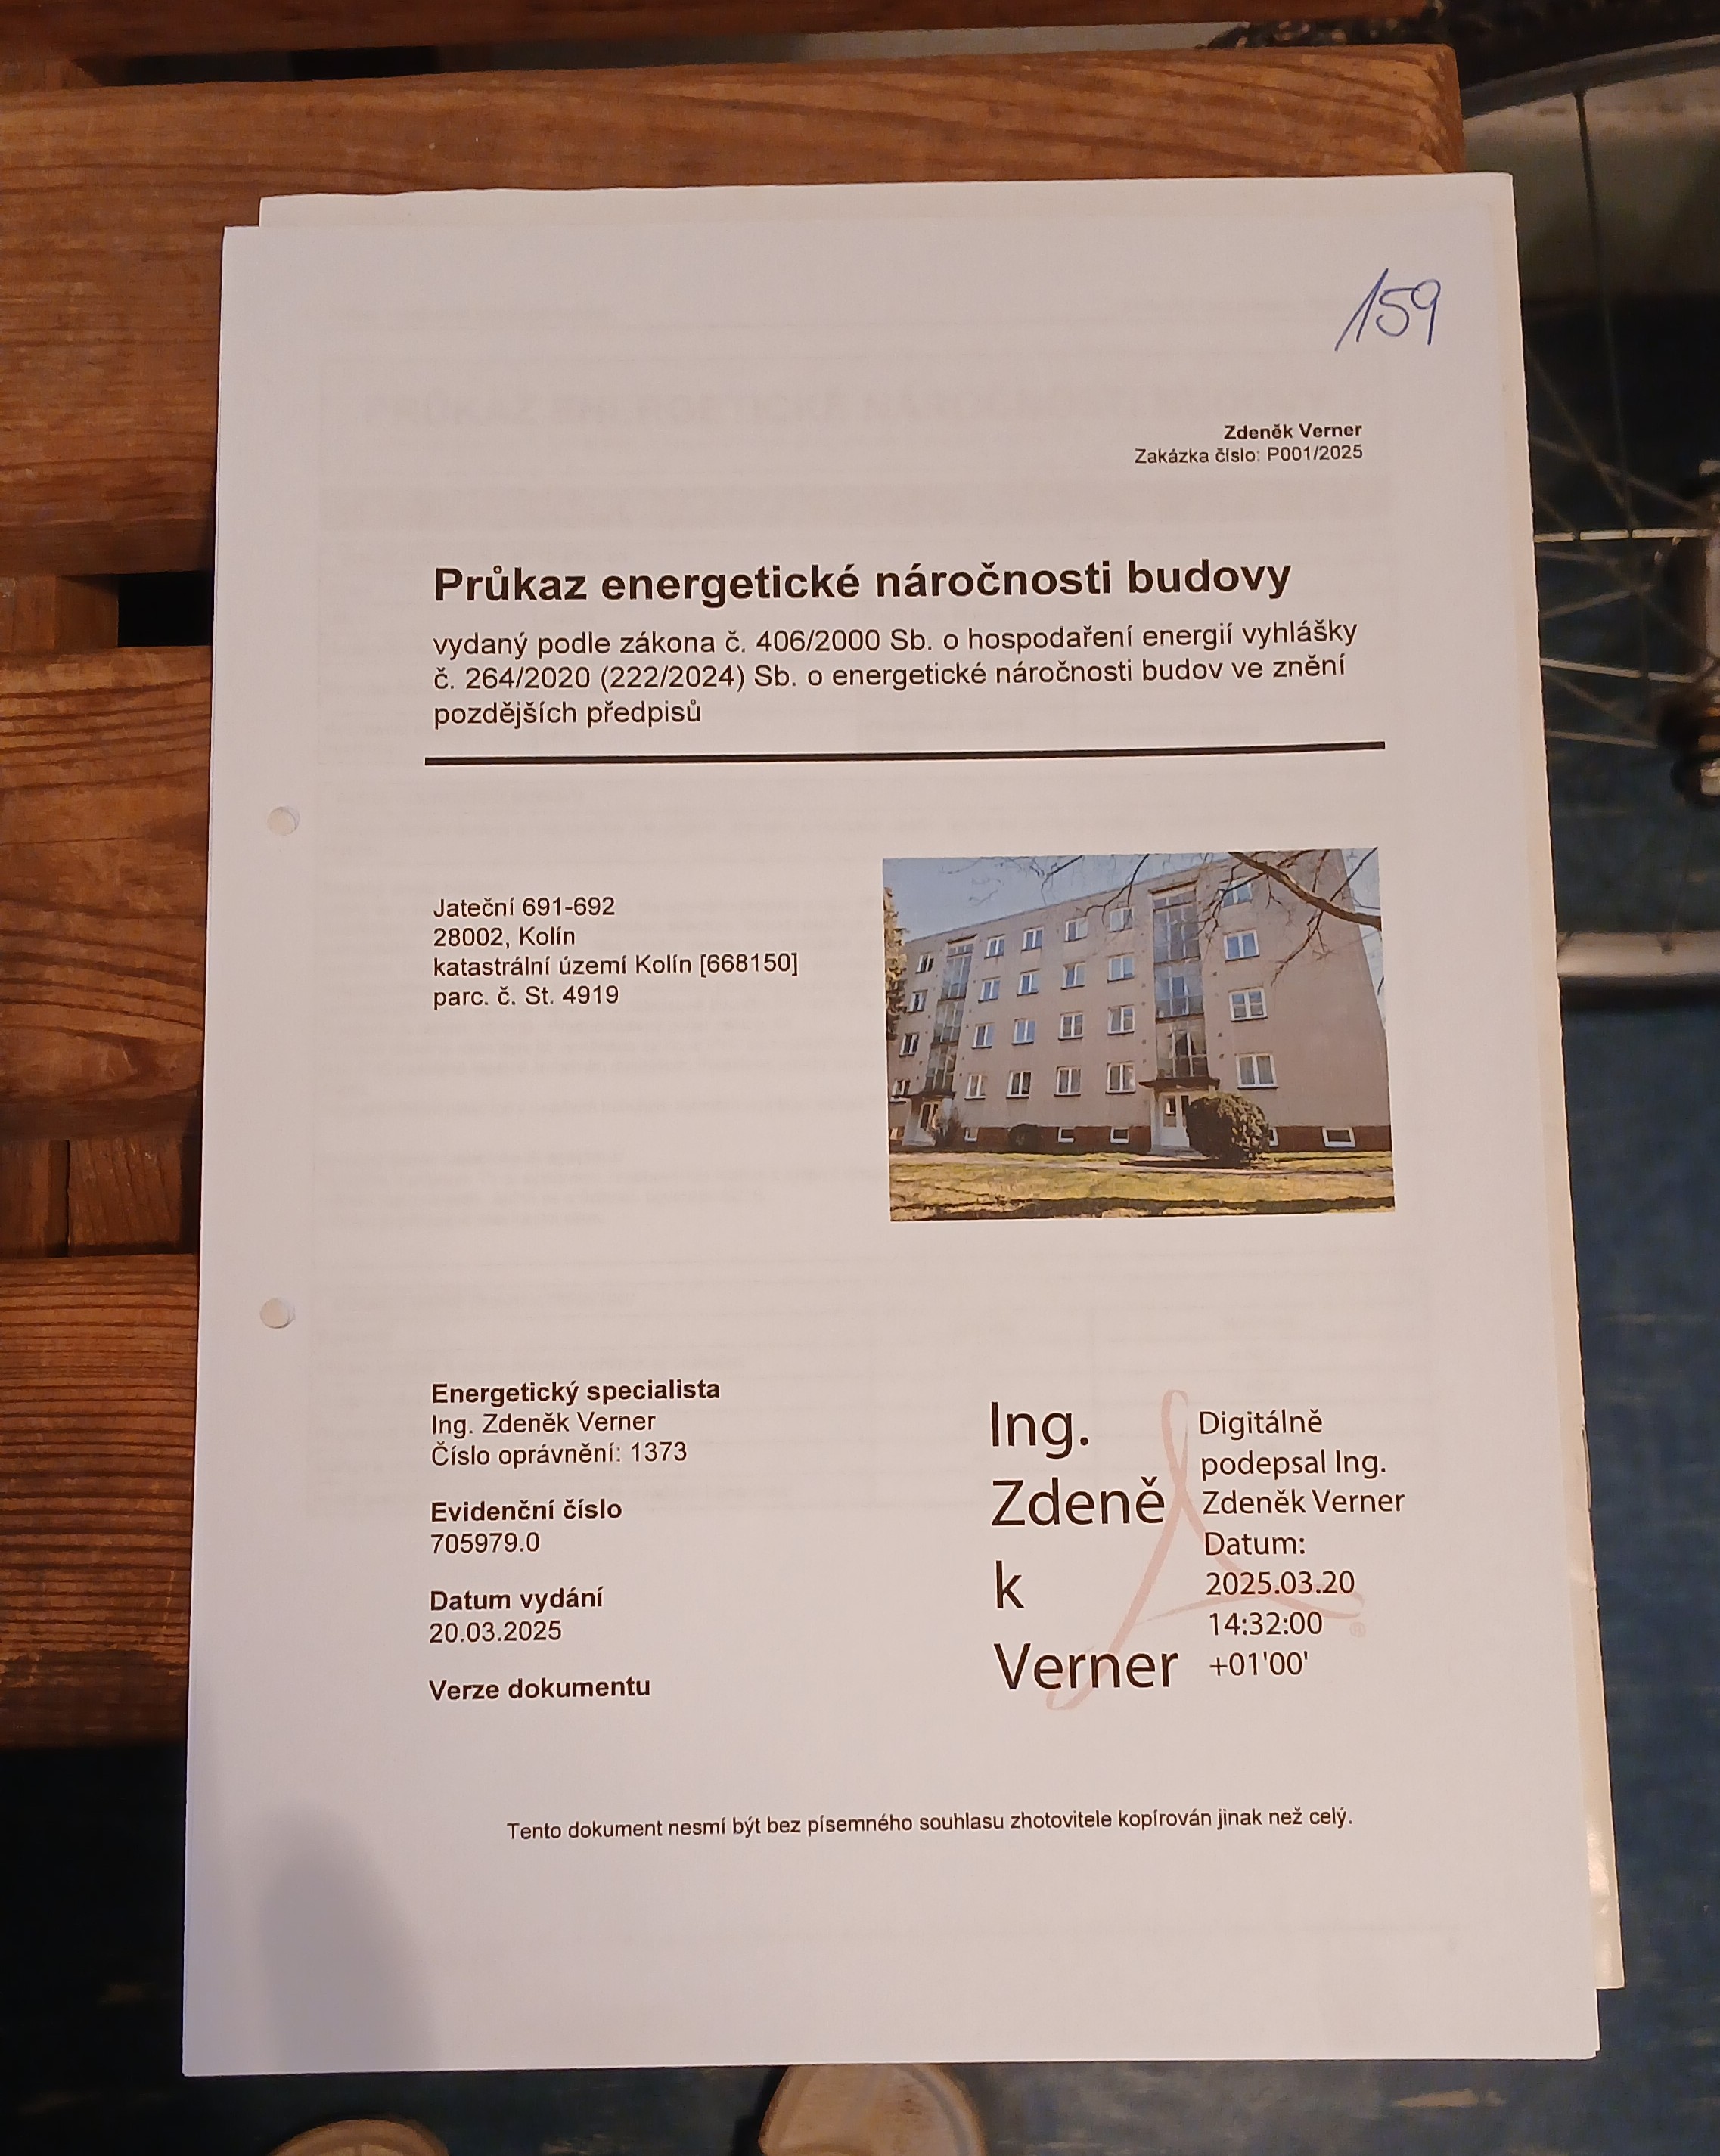 159
Zdeněk Verner
Zakázka číslo: P001/2025
Průkaz energetické náročnosti budovy
vydaný podle zákona č. 406/2000 Sb. o hospodaření energií vyhlášky
č. 264/2020 (222/2024) Sb. o energetické náročnosti budov ve znění
pozdějších předpisů
Jateční 691-692
28002, Kolín
katastrální území Kolín [668150]
parc. č. St. 4919
Energetický specialista
Ing. Zdeněk Verner
Číslo oprávnění: 1373
Evidenční číslo
705979.0
Datum vydání
20.03.2025
Verze dokumentu
Ing.
Zdeně
k
Verner
Digitálně
podepsal Ing.
Zdeněk Verner
Datum:
2025.03.20
14:32:00
+01'00'
Tento dokument nesmí být bez písemného souhlasu zhotovitele kopírován jinak než celý.